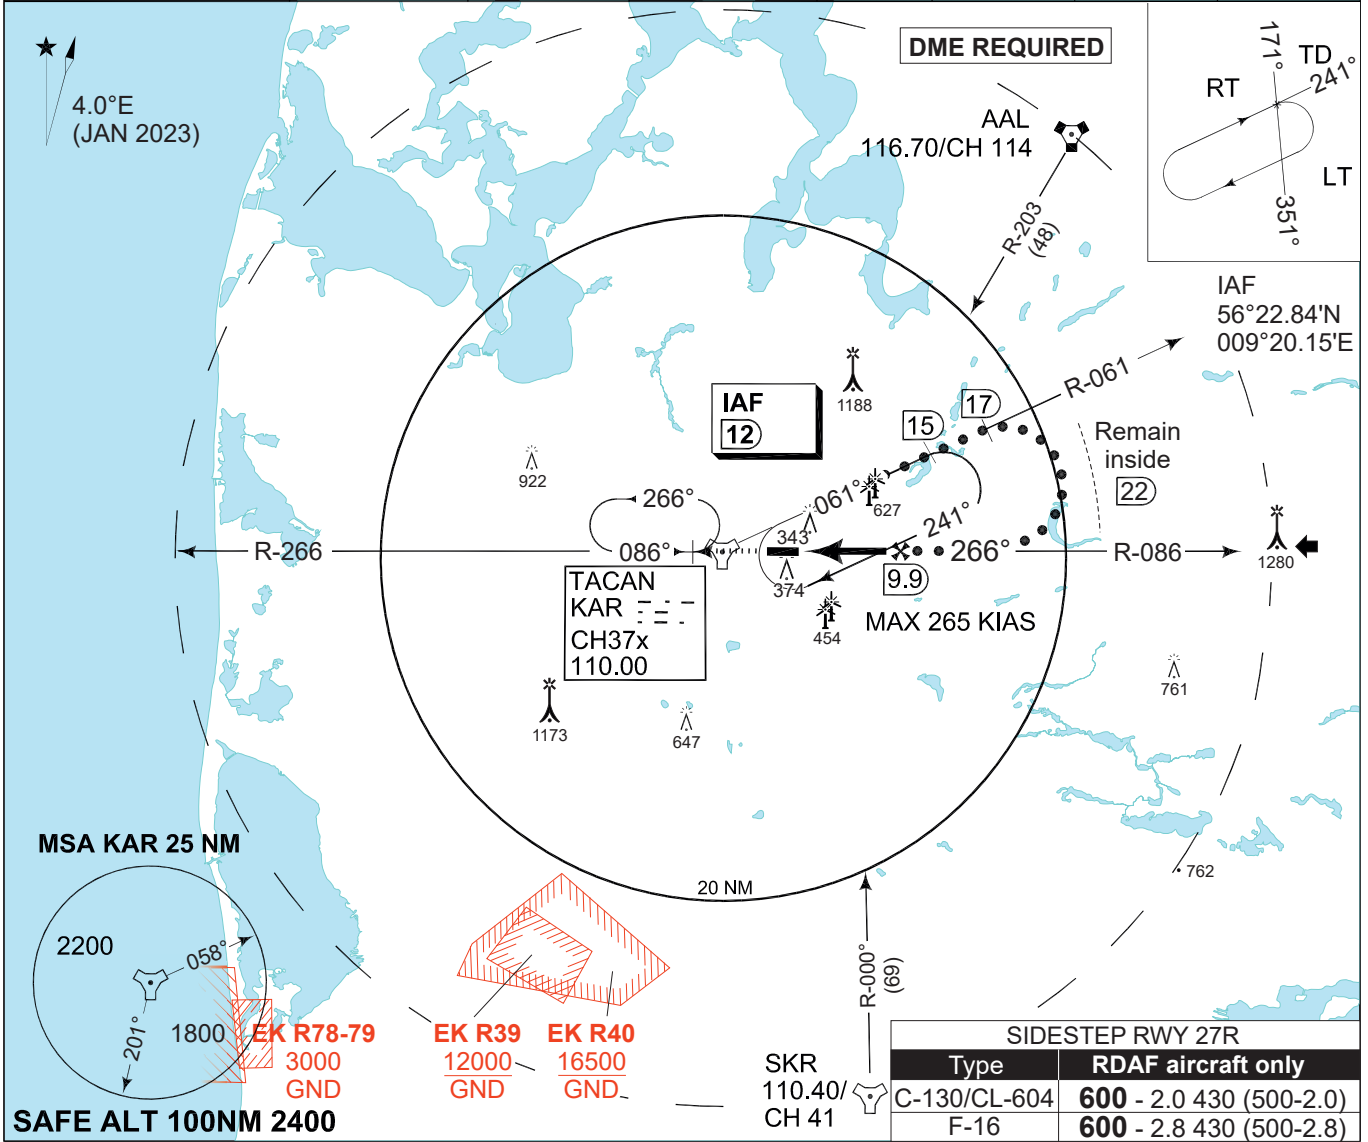 4.0°E
(JAN 2023)
DME REQUIRED
AAL
116.70/CH 114
R-203
(48)
171°
TD
241°
RT
LT
351°
IAF
56°22.84'N
009°20.15'E
R-061
IAF
12
1188
15
17
Remain
inside
22
922
266°
061°
627
343
241°
R-266
086°
266°
R-086
1280
374
9.9
TACAN
KAR
CH37x
110.00
454
MAX 265 KIAS
761
1173
647
762
MSA KAR 25 NM
20 NM
2200
058°
201°
1800
EK R78-79
3000
GND
EK R39
12000
GND
EK R40
16500
GND
R-000°
(69)
SKR
110.40/
CH 41
SAFE ALT 100NM 2400
SIDESTEP RWY 27R
Type RDAF aircraft only
C-130/CL-604 600 - 2.0 430 (500-2.0)
F-16 600 - 2.8 430 (500-2.8)